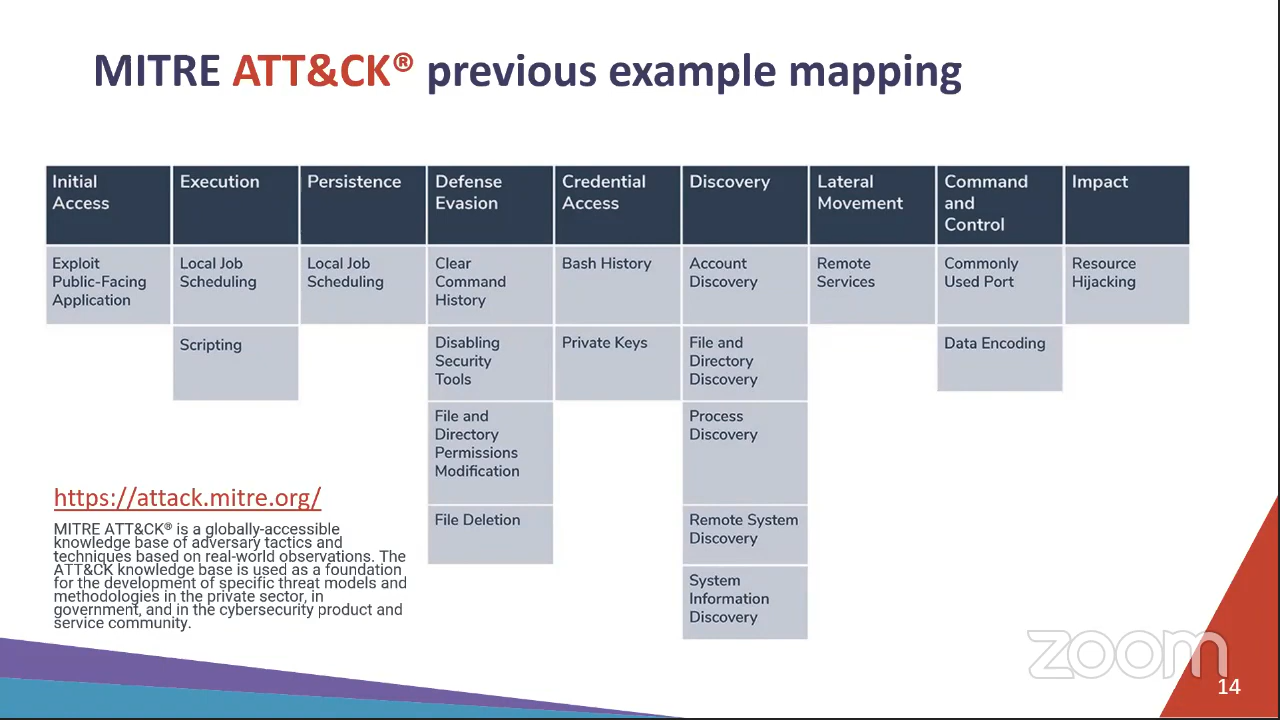 MITRE ATT&CK® previous example mapping
Initial
Access
Execution
Persistence
Defense
Evasion
Credential
Access
Discovery
Lateral
Movement
Command
and
Control
Impact
Exploit
Public-Facing
Application
Local Job
Scheduling
Local Job
Scheduling
Clear
Command
History
Bash History
Account
Discovery
Remote
Services
Commonly
Used Port
Resource
Hijacking
Scripting
Disabling
Security
Tools
Private Keys
File and
Directory
Discovery
Data Encoding
File and
Directory
Permissions
Modification
Process
Discovery
File Deletion
Remote System
Discovery
System
Information
Discovery
https://attack.mitre.org/
MITRE ATT&CK® is a globally-accessible
knowledge base of adversary tactics and
techniques based on real-world observations. The
ATT&CK knowledge base is used as a foundation
for the development of specific threat models and
methodologies in the private sector, in
government, and in the cybersecurity product and
service community.
zoom
14